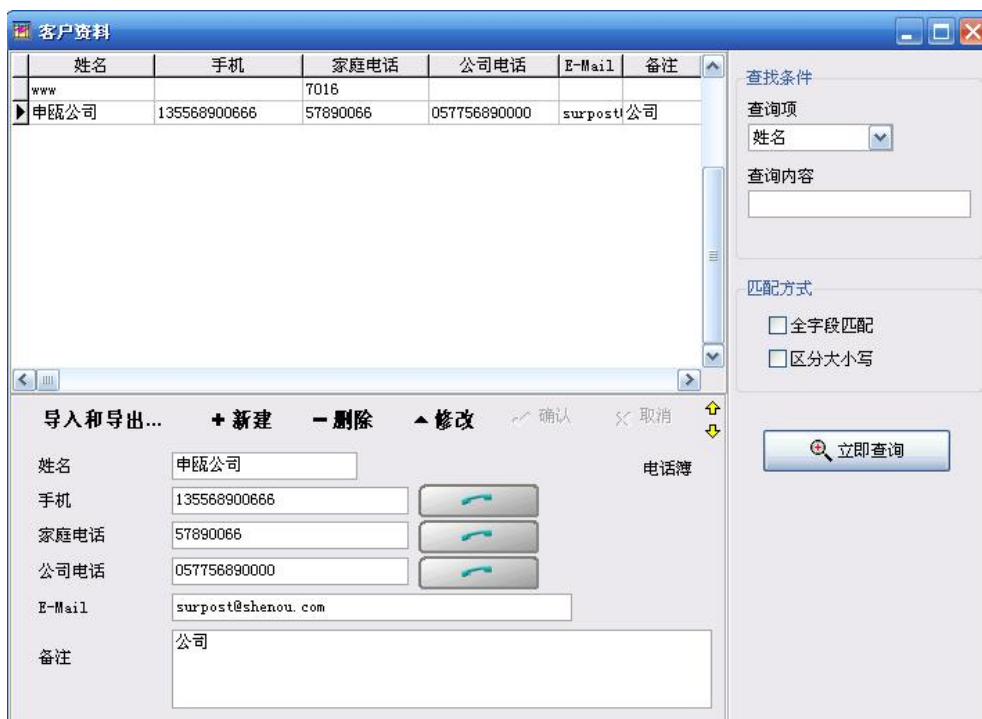 客户资料
姓名 手机 家庭电话 公司电话 E-Mail 备注
www 7016
申瓯公司 135568900666 57890066 057756890000 surpost 公司
导入和导出... 新建 删除 修改 确认 取消
姓名 申瓯公司 电话簿
手机 135568900666
家庭电话 57890066
公司电话 057756890000
E-Mail surpost@shenou.com
备注 公司
查找条件
查询项
姓名
查询内容
匹配方式
全字段匹配
区分大小写
立即查询